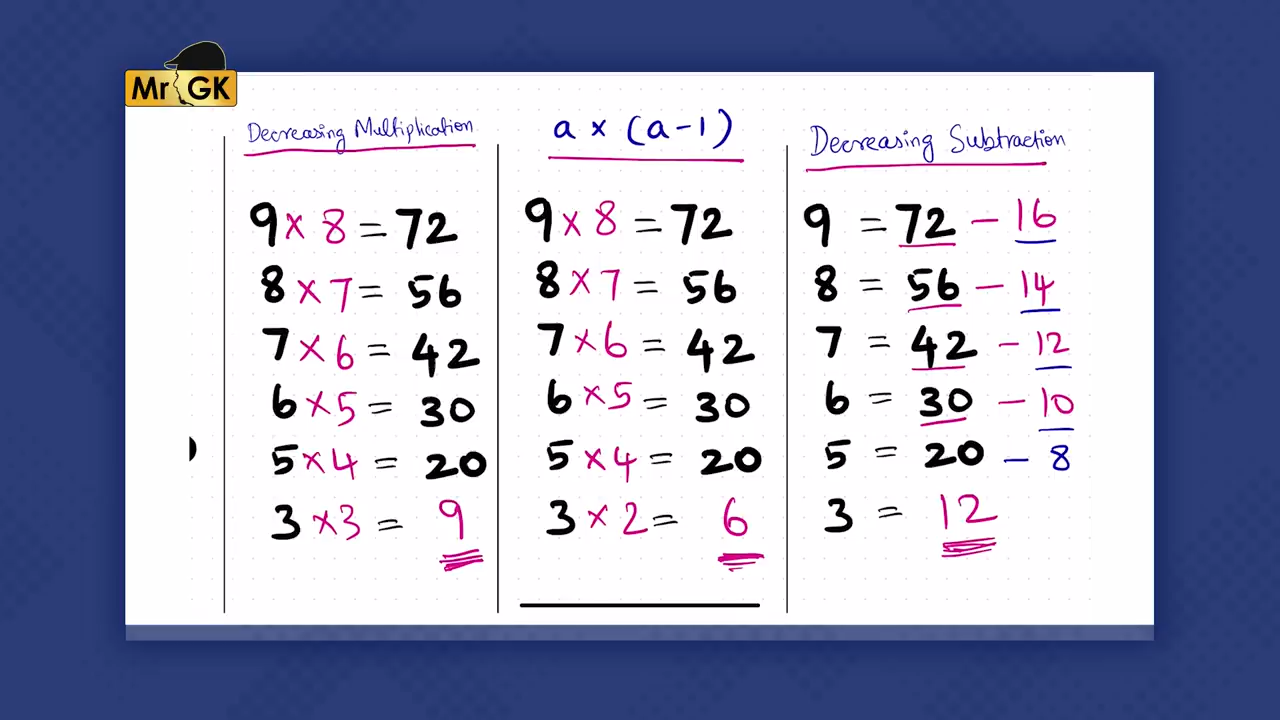 Mr GK
Decreasing Multiplication
9 × 8 = 72
8 × 7 = 56
7 × 6 = 42
6 × 5 = 30
5 × 4 = 20
3 × 3 = 9
a × (a - 1)
9 × 8 = 72
8 × 7 = 56
7 × 6 = 42
6 × 5 = 30
5 × 4 = 20
3 × 2 = 6
Decreasing Subtraction
9 = 72 - 16
8 = 56 - 14
7 = 42 - 12
6 = 30 - 10
5 = 20 - 8
3 = 12